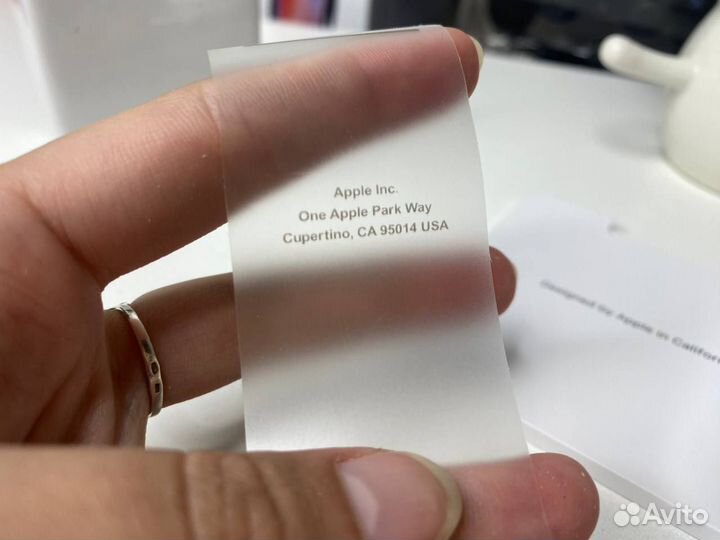 Apple Inc.
One Apple Park Way
Cupertino, CA 95014 USA
Designed by Apple in Califor
Avito